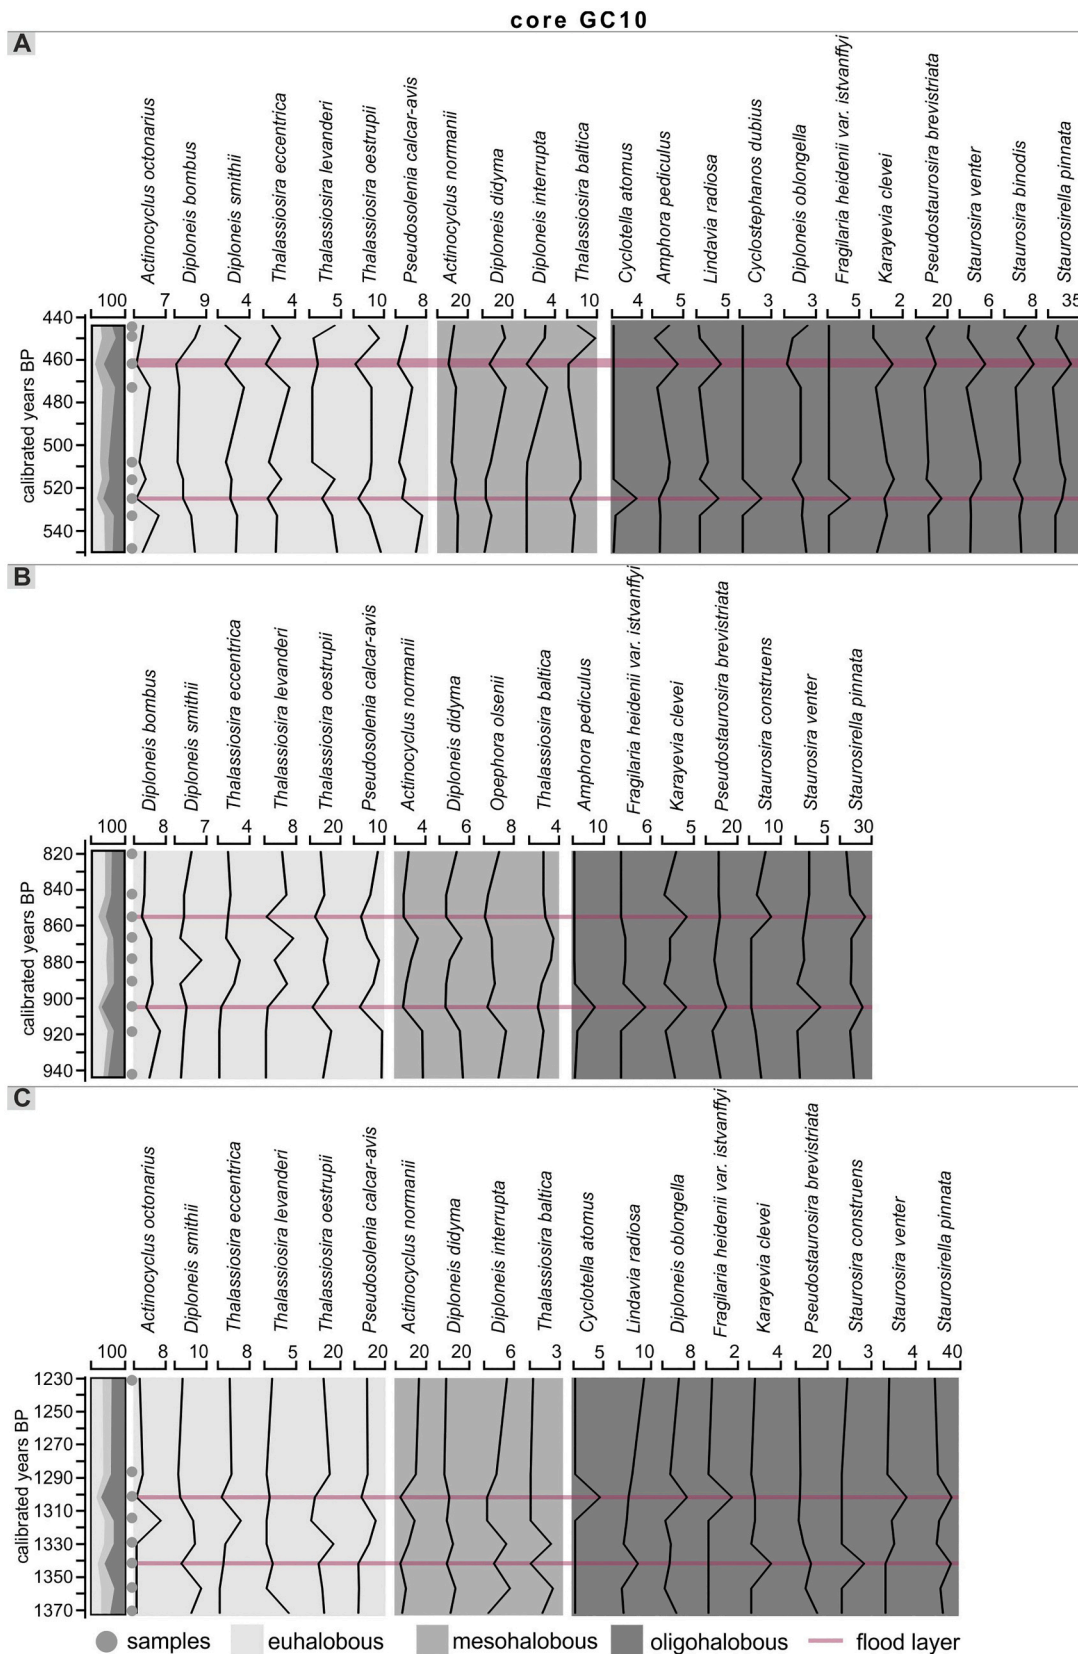 core GC10
A
Actinocyclus octonarius
Diploneis bombus
Diploneis smithii
Thalassiosira eccentrica
Thalassiosira levanderi
Thalassiosira oestrupii
Pseudosolenia calcar-avis
Actinocyclus normanii
Diploneis didyma
Diploneis interrupta
Thalassiosira baltica
Cyclotella atomus
Amphora pediculus
Lindavia radiosa
Cyclostephanos dubius
Diploneis oblongella
Fragilaria heidenii var. istvanffyi
Karayevia clevei
Pseudostaurosira brevistriata
Staurosira venter
Staurosira binodis
Staurosirella pinnata
100 7 9 4 4 5 10 8 20 20 4 10 4 5 5 3 3 5 2 20 6 8 35
calibrated years BP
440
460
480
500
520
540
B
Diploneis bombus
Diploneis smithii
Thalassiosira eccentrica
Thalassiosira levanderi
Thalassiosira oestrupii
Pseudosolenia calcar-avis
Actinocyclus normanii
Diploneis didyma
Opephora olsenii
Thalassiosira baltica
Amphora pediculus
Fragilaria heidenii var. istvanffyi
Karayevia clevei
Pseudostaurosira brevistriata
Staurosira construens
Staurosira venter
Staurosirella pinnata
100 8 7 4 8 20 10 4 6 8 4 10 6 5 20 10 5 30
calibrated years BP
820
840
860
880
900
920
940
C
Actinocyclus octonarius
Diploneis smithii
Thalassiosira eccentrica
Thalassiosira levanderi
Thalassiosira oestrupii
Pseudosolenia calcar-avis
Actinocyclus normanii
Diploneis didyma
Diploneis interrupta
Thalassiosira baltica
Cyclotella atomus
Lindavia radiosa
Diploneis oblongella
Fragilaria heidenii var. istvanffyi
Karayevia clevei
Pseudostaurosira brevistriata
Staurosira construens
Staurosira venter
Staurosirella pinnata
100 8 10 8 5 20 20 20 20 6 3 5 10 8 2 4 20 3 4 40
calibrated years BP
1230
1250
1270
1290
1310
1330
1350
1370
samples euhalobous mesohalobous oligohalobous flood layer